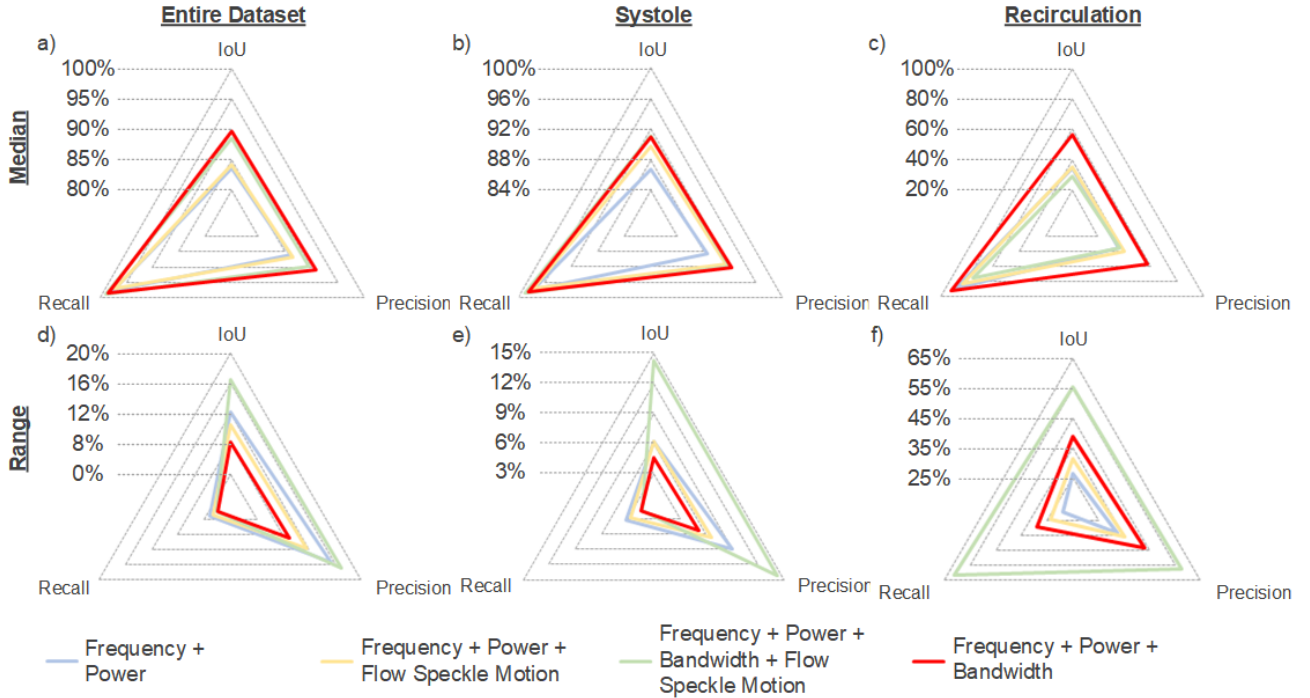 Entire Dataset
Systole
Recirculation
a)
IoU
b)
IoU
c)
IoU
100%
95%
90%
85%
80%
100%
96%
92%
88%
84%
100%
80%
60%
40%
20%
Median
Recall
Precision
Recall
Precision
Recall
Precision
d)
IoU
e)
IoU
f)
IoU
20%
16%
12%
8%
0%
15%
12%
9%
6%
3%
65%
55%
45%
35%
25%
Range
Recall
Precision
Recall
Precision
Recall
Precision
Frequency +
Power
Frequency + Power +
Flow Speckle Motion
Frequency + Power +
Bandwidth + Flow
Speckle Motion
Frequency + Power +
Bandwidth